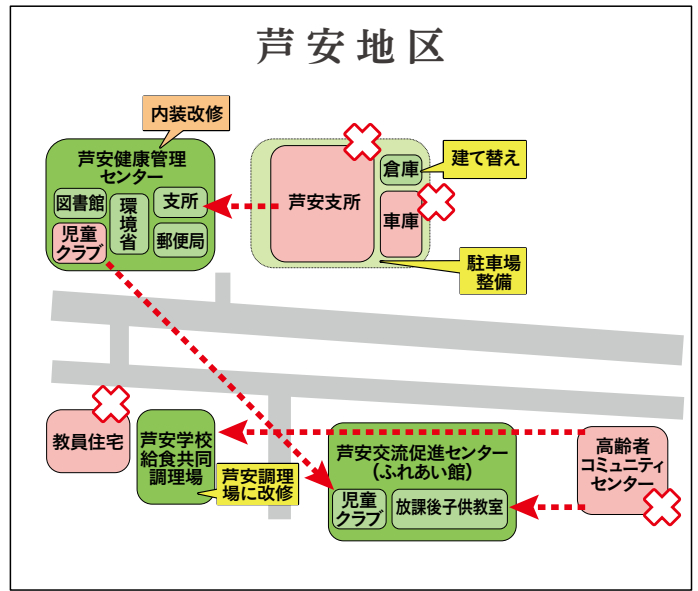 芦安地区
内装改修
芦安健康管理
センター
図書館
環境省
支所
児童
クラブ
郵便局
芦安支所
倉庫
車庫
建て替え
駐車場
整備
教員住宅
芦安学校
給食共同
調理場
芦安調理
場に改修
芦安交流促進センター
(ふれあい館)
児童
クラブ
放課後子供教室
高齢者
コミュニティ
センター